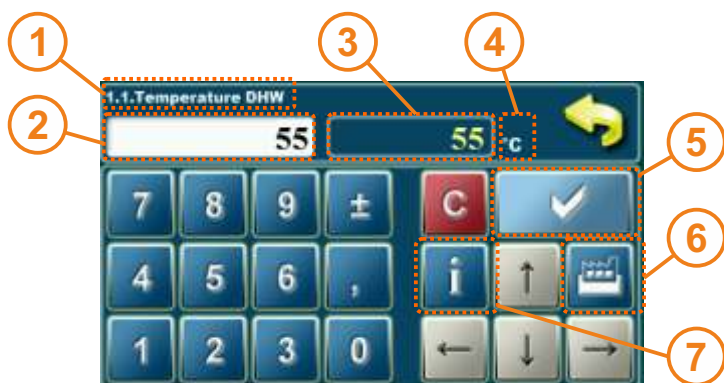 1 3 4
1.1.Temperature DHW
2 55 55 °C
5
7 8 9 ± C
6
4 5 6 , i ↑
1 2 3 0 ← ↓ →
7